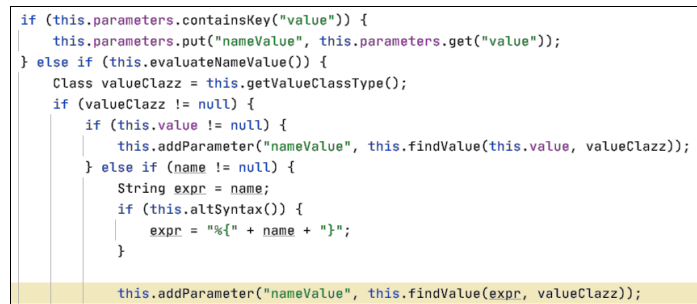 if (this.parameters.containsKey("value")) {
    this.parameters.put("nameValue", this.parameters.get("value"));
} else if (this.evaluateNameValue()) {
    Class valueClazz = this.getValueClassType();
    if (valueClazz != null) {
        if (this.value != null) {
            this.addParameter("nameValue", this.findValue(this.value, valueClazz));
        } else if (name != null) {
            String expr = name;
            if (this.altSyntax()) {
                expr = "%{" + name + "}";
            }

            this.addParameter("nameValue", this.findValue(expr, valueClazz));